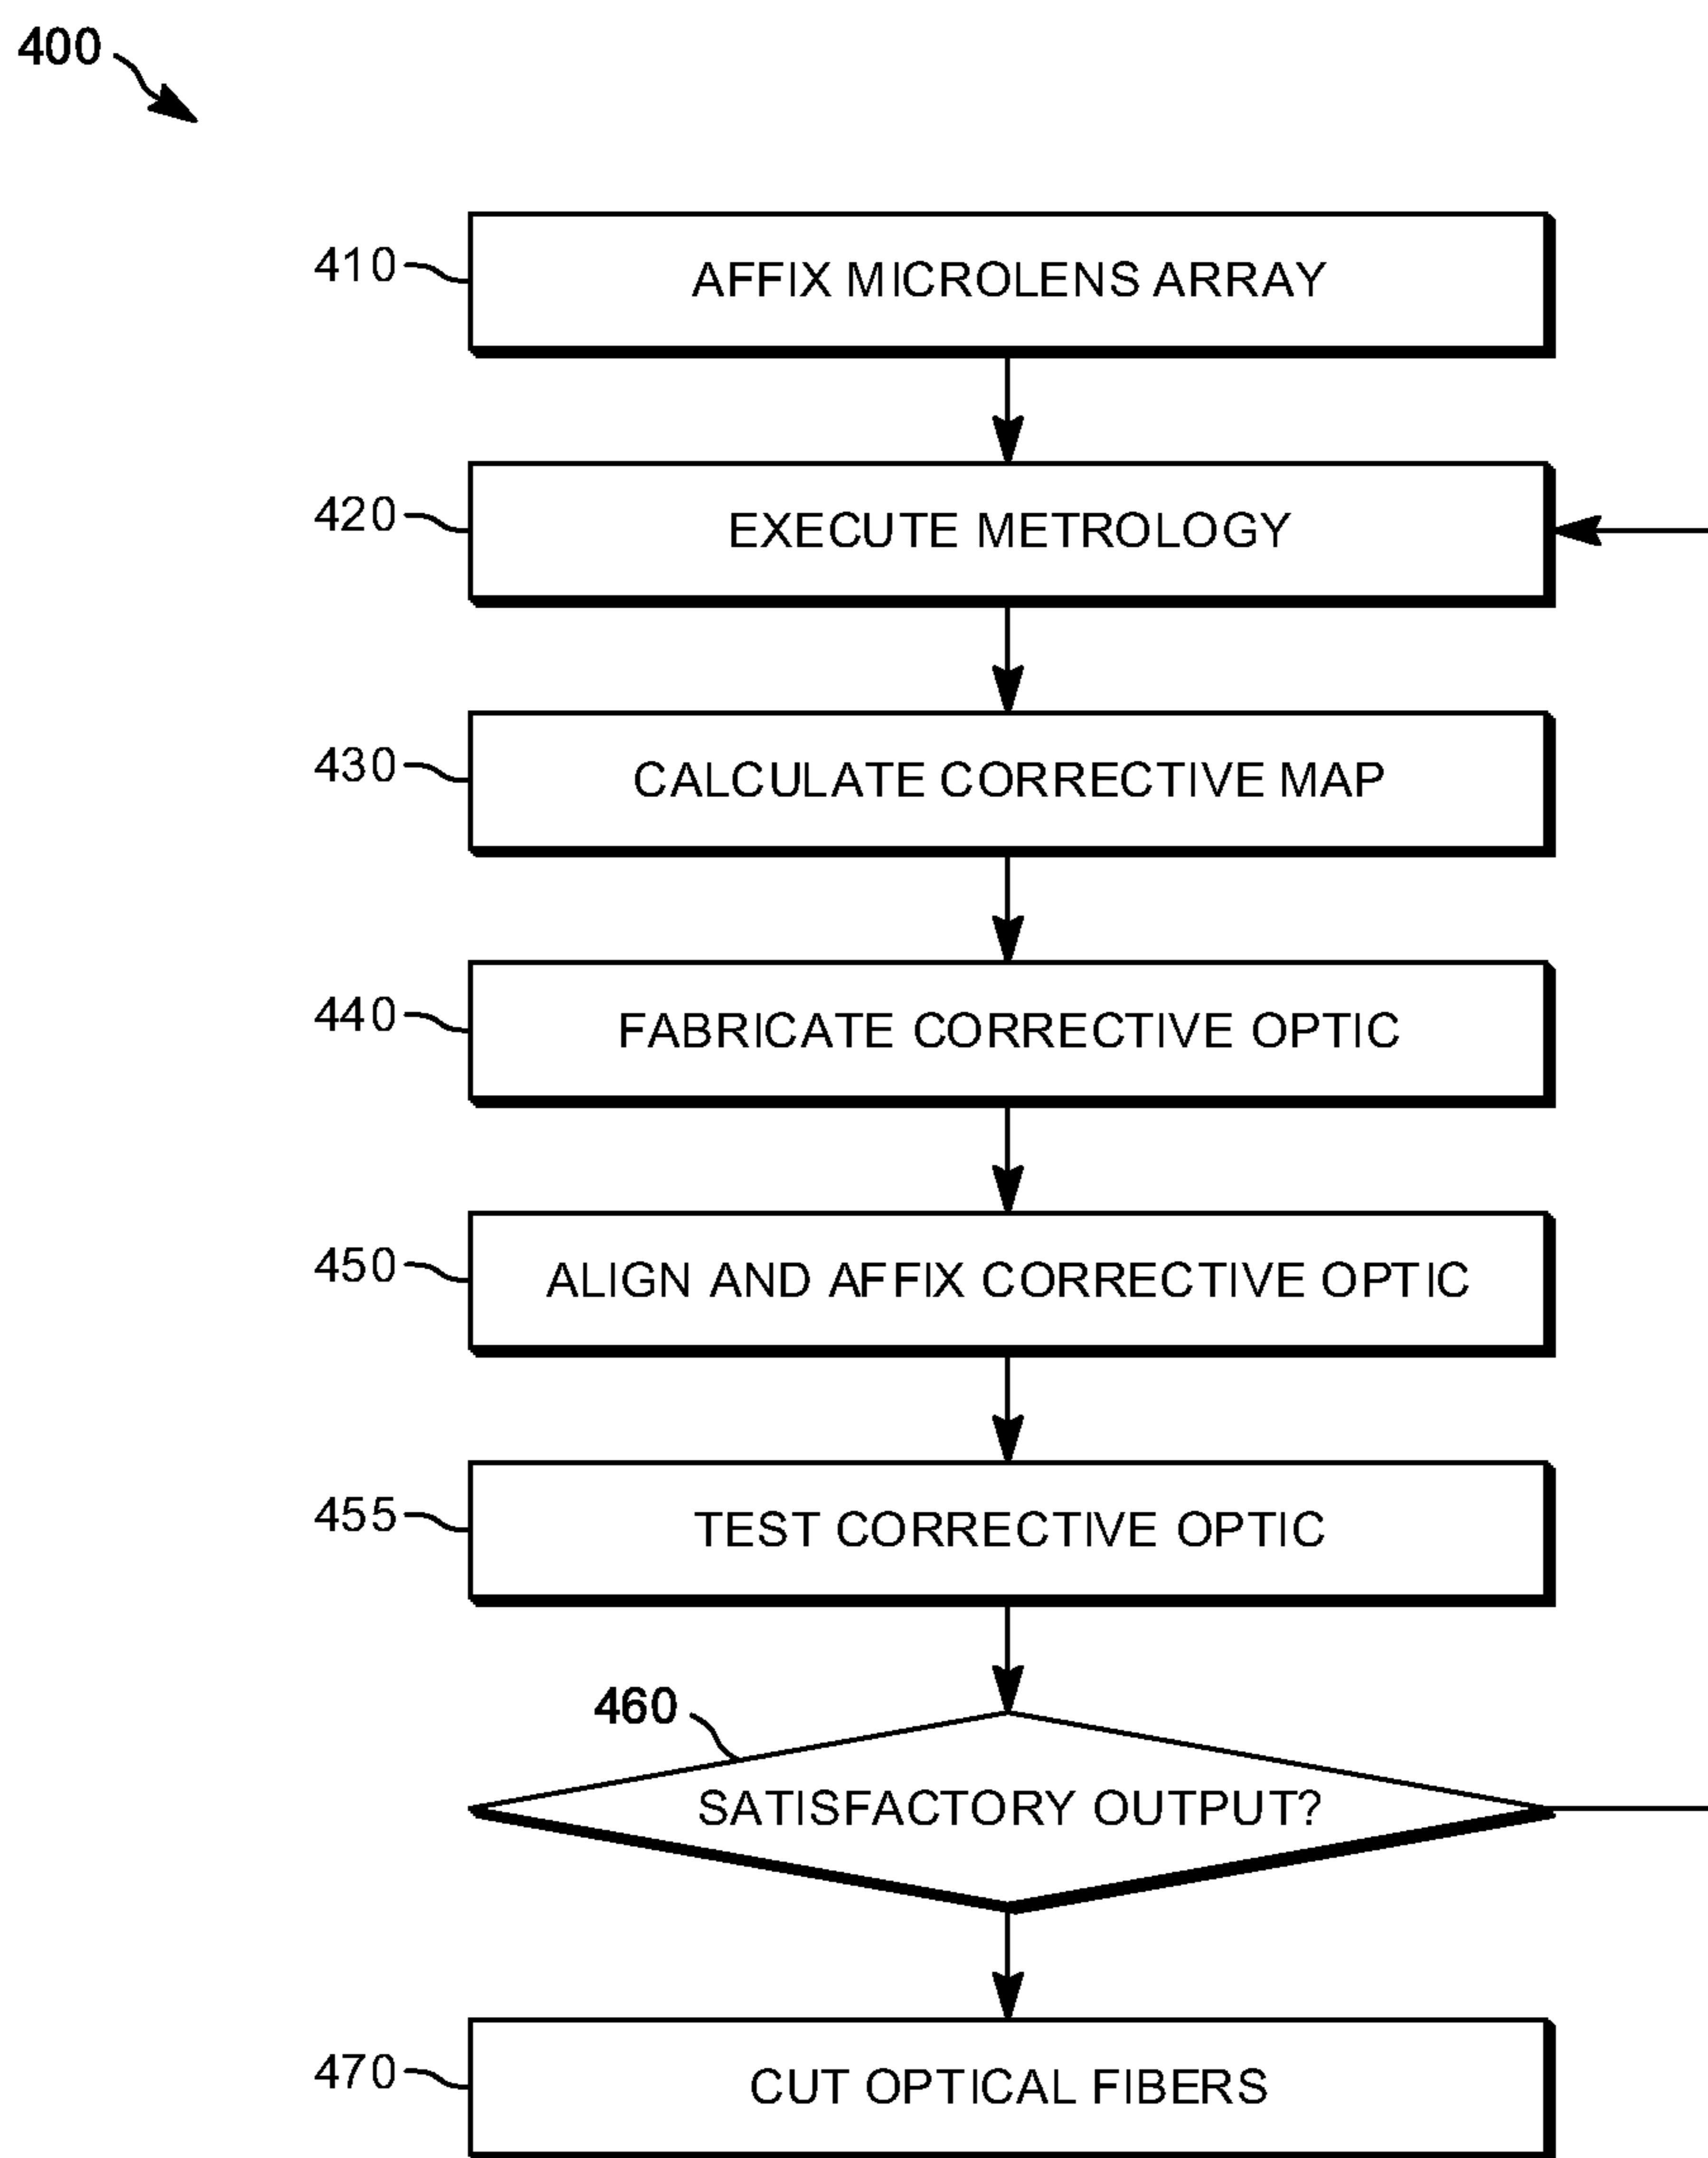 400
410 AFFIX MICROLENS ARRAY
420 EXECUTE METROLOGY
430 CALCULATE CORRECTIVE MAP
440 FABRICATE CORRECTIVE OPTIC
450 ALIGN AND AFFIX CORRECTIVE OPTIC
455 TEST CORRECTIVE OPTIC
460
SATISFACTORY OUTPUT?
470 CUT OPTICAL FIBERS